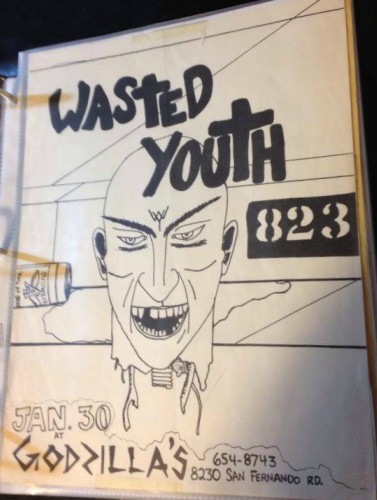 WASTED
YOUTH
823
W
JAN. 30
AT
GODZILLA'S
654-8743
8230 SAN FERNANDO RD.